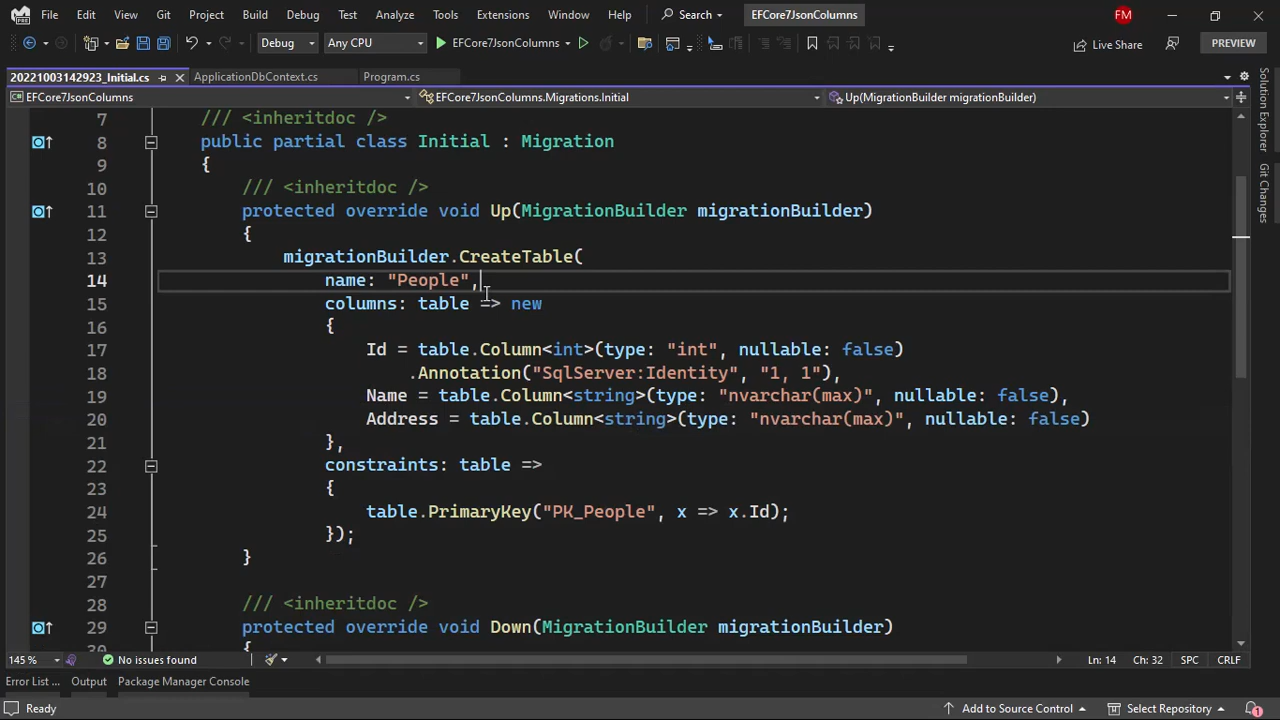 File Edit View Git Project Build Debug Test Analyze Tools Extensions Window Help Search EFCore7JsonColumns FM
PRE Debug Any CPU EFCore7JsonColumns Live Share PREVIEW
20221003142923_Initial.cs ApplicationDbContext.cs Program.cs
EFCore7JsonColumns EFCore7JsonColumns.Migrations.Initial Up(MigrationBuilder migrationBuilder)
Solution Explorer
Git Changes
7 /// <inheritdoc />
8 public partial class Initial : Migration
9 {
10 /// <inheritdoc />
11 protected override void Up(MigrationBuilder migrationBuilder)
12 {
13 migrationBuilder.CreateTable(
14 name: "People",
15 columns: table => new
16 {
17 Id = table.Column<int>(type: "int", nullable: false)
18 .Annotation("SqlServer:Identity", "1, 1"),
19 Name = table.Column<string>(type: "nvarchar(max)", nullable: false),
20 Address = table.Column<string>(type: "nvarchar(max)", nullable: false)
21 },
22 constraints: table =>
23 {
24 table.PrimaryKey("PK_People", x => x.Id);
25 });
26 }
27
28 /// <inheritdoc />
29 protected override void Down(MigrationBuilder migrationBuilder)
30 {
145 % No issues found Ln: 14 Ch: 32 SPC CRLF
Error List ... Output Package Manager Console
Ready Add to Source Control Select Repository 1